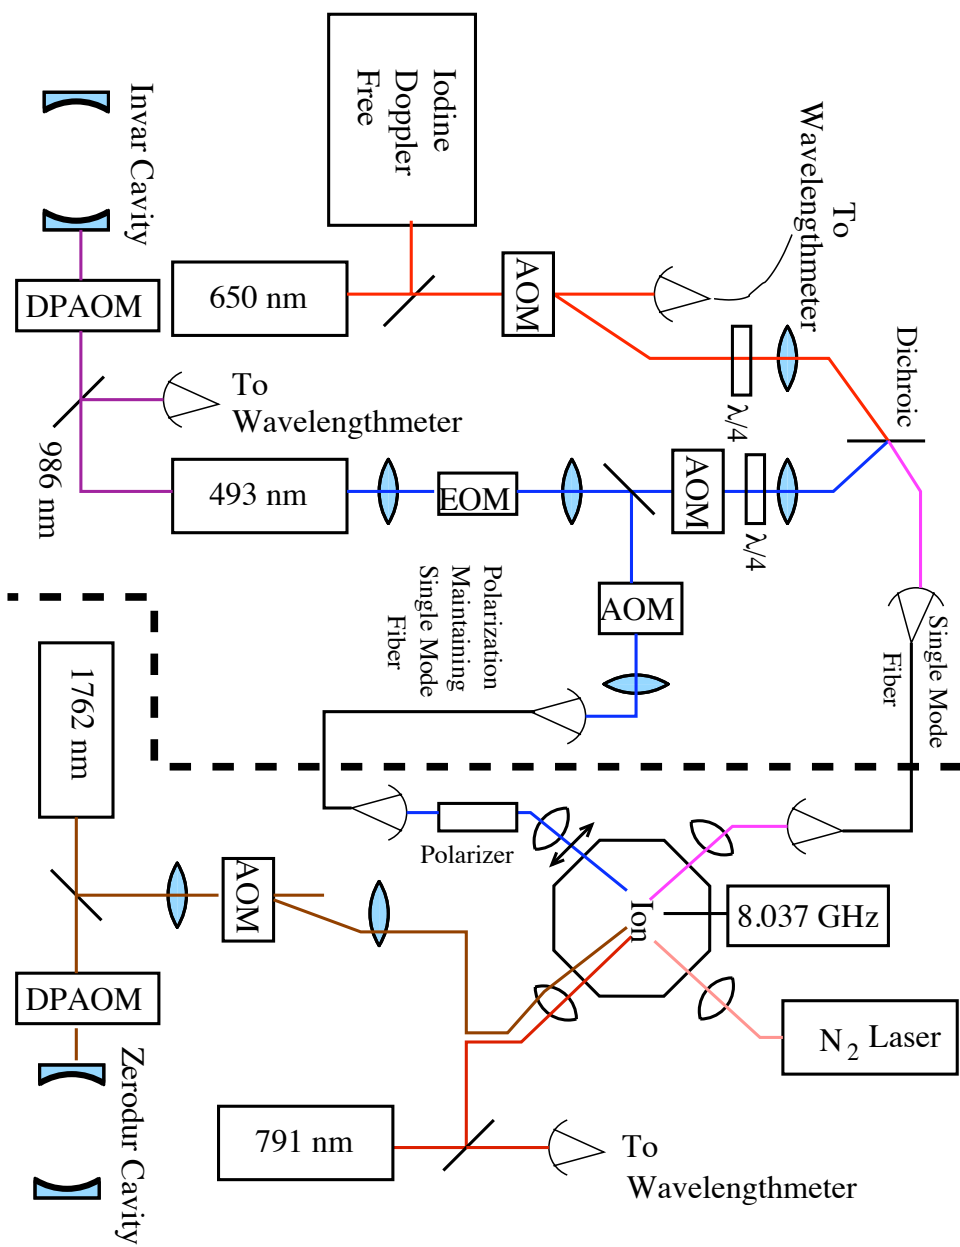 Iodine
Doppler
Free
To
Wavelengthmeter
Invar Cavity
650 nm
AOM
DPAOM
λ/4
Dichroic
To
Wavelengthmeter
986 nm
493 nm
EOM
AOM
λ/4
AOM
Polarization
Maintaining
Single Mode
Fiber
Single Mode
Fiber
1762 nm
Polarizer
AOM
Ion
8.037 GHz
DPAOM
N2 Laser
Zerodur Cavity
791 nm
To
Wavelengthmeter